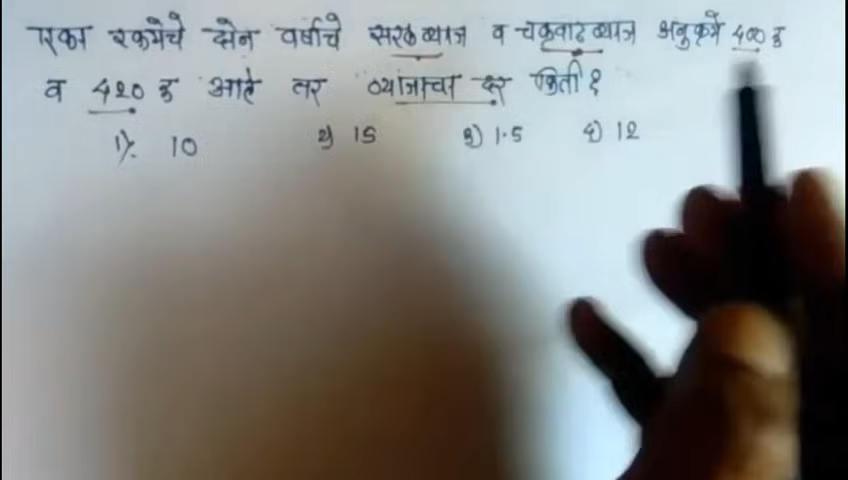 एका रकमेचे दोन वर्षाचे सरळव्याज व चक्रवाढ व्याज अनुक्रमे 400 रु
व 420 रु आहे तर व्याजाचा दर किती?
1) 10 2) 15 3) 1.5 4) 12